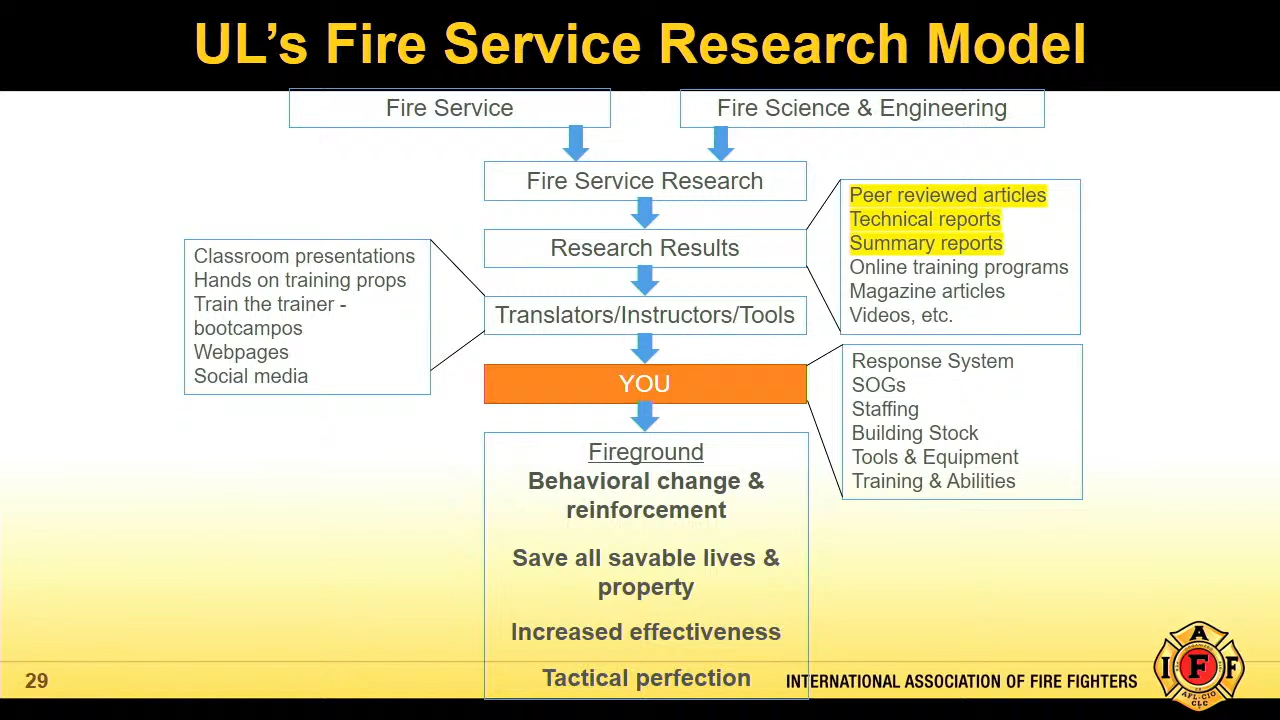 UL's Fire Service Research Model
Fire Service
Fire Science & Engineering
Fire Service Research
Research Results
Peer reviewed articles
Technical reports
Summary reports
Online training programs
Magazine articles
Videos, etc.
Classroom presentations
Hands on training props
Train the trainer -
bootcampos
Webpages
Social media
Translators/Instructors/Tools
YOU
Response System
SOGs
Staffing
Building Stock
Tools & Equipment
Training & Abilities
Fireground
Behavioral change &
reinforcement
Save all savable lives &
property
Increased effectiveness
Tactical perfection
29
INTERNATIONAL ASSOCIATION OF FIRE FIGHTERS
A
I F F
AFL-CIO
CLC